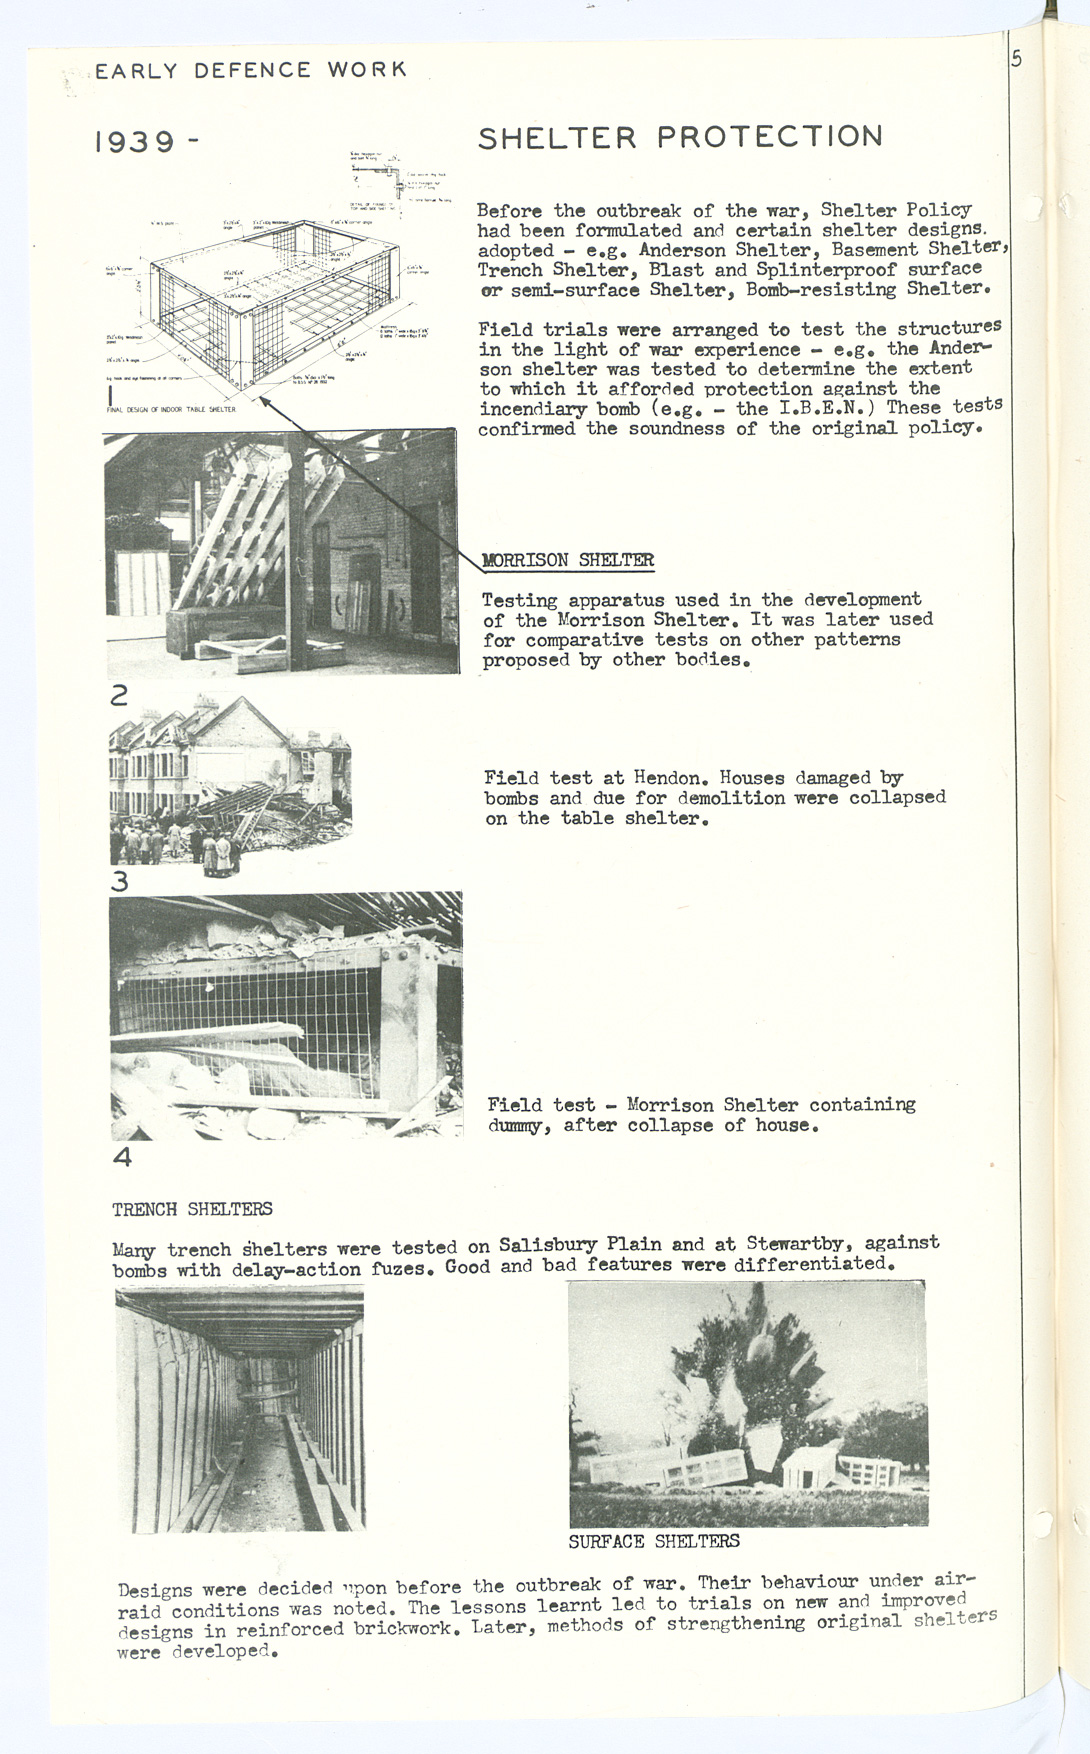 EARLY DEFENCE WORK
5
1939 -
SHELTER PROTECTION
Before the outbreak of the war, Shelter Policy
had been formulated and certain shelter designs.
adopted - e.g. Anderson Shelter, Basement Shelter,
Trench Shelter, Blast and Splinterproof surface
or semi-surface Shelter, Bomb-resisting Shelter.
Field trials were arranged to test the structures
in the light of war experience - e.g. the Ander-
son shelter was tested to determine the extent
to which it afforded protection against the
incendiary bomb (e.g. - the I.B.E.N.) These tests
confirmed the soundness of the original policy.
1
FINAL DESIGN OF INDOOR TABLE SHELTER
MORRISON SHELTER
Testing apparatus used in the development
of the Morrison Shelter. It was later used
for comparative tests on other patterns
proposed by other bodies.
2
Field test at Hendon. Houses damaged by
bombs and due for demolition were collapsed
on the table shelter.
3
Field test - Morrison Shelter containing
dummy, after collapse of house.
4
TRENCH SHELTERS
Many trench shelters were tested on Salisbury Plain and at Stewartby, against
bombs with delay-action fuzes. Good and bad features were differentiated.
SURFACE SHELTERS
Designs were decided upon before the outbreak of war. Their behaviour under air-
raid conditions was noted. The lessons learnt led to trials on new and improved
designs in reinforced brickwork. Later, methods of strengthening original shelters
were developed.